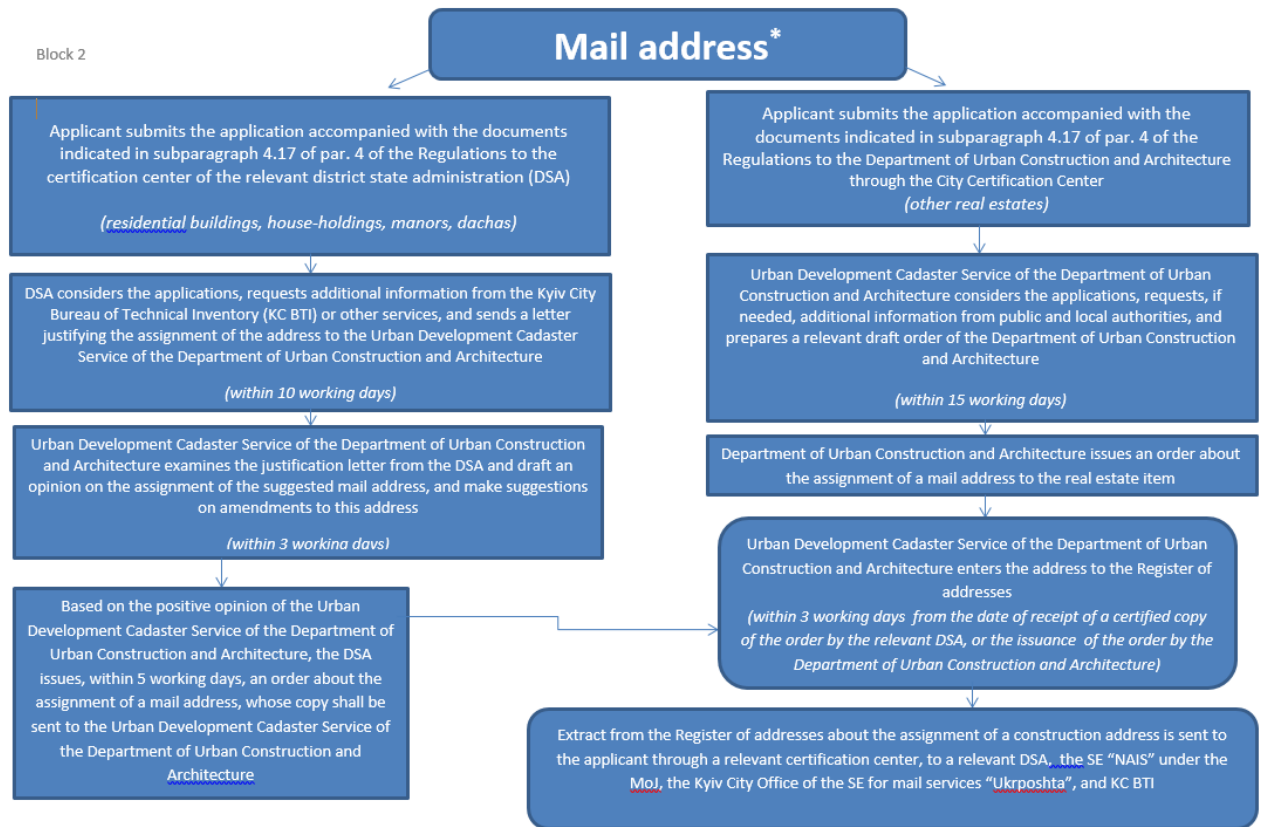 Block 2
Mail address*
Applicant submits the application accompanied with the documents
indicated in subparagraph 4.17 of par. 4 of the Regulations to the
certification center of the relevant district state administration (DSA)
(residential buildings, house-holdings, manors, dachas)
DSA considers the applications, requests additional information from the Kyiv City
Bureau of Technical Inventory (KC BTI) or other services, and sends a letter
justifying the assignment of the address to the Urban Development Cadaster
Service of the Department of Urban Construction and Architecture
(within 10 working days)
Urban Development Cadaster Service of the Department of Urban Construction
and Architecture examines the justification letter from the DSA and draft an
opinion on the assignment of the suggested mail address, and make suggestions
on amendments to this address
(within 3 working days)
Based on the positive opinion of the Urban
Development Cadaster Service of the Department of
Urban Construction and Architecture, the DSA
issues, within 5 working days, an order about the
assignment of a mail address, whose copy shall be
sent to the Urban Development Cadaster Service of
the Department of Urban Construction and
Architecture
Applicant submits the application accompanied with the
documents indicated in subparagraph 4.17 of par. 4 of the
Regulations to the Department of Urban Construction and Architecture
through the City Certification Center
(other real estates)
Urban Development Cadaster Service of the Department of Urban
Construction and Architecture considers the applications, requests, if
needed, additional information from public and local authorities, and
prepares a relevant draft order of the Department of Urban Construction
and Architecture
(within 15 working days)
Department of Urban Construction and Architecture issues an order about
the assignment of a mail address to the real estate item
Urban Development Cadaster Service of the Department of Urban
Construction and Architecture enters the address to the Register of
addresses
(within 3 working days from the date of receipt of a certified copy
of the order by the relevant DSA, or the issuance of the order by the
Department of Urban Construction and Architecture)
Extract from the Register of addresses about the assignment of a construction address is sent to
the applicant through a relevant certification center, to a relevant DSA, the SE “NAIS” under the
MoJ, the Kyiv City Office of the SE for mail services “Ukrposhta”, and KC BTI